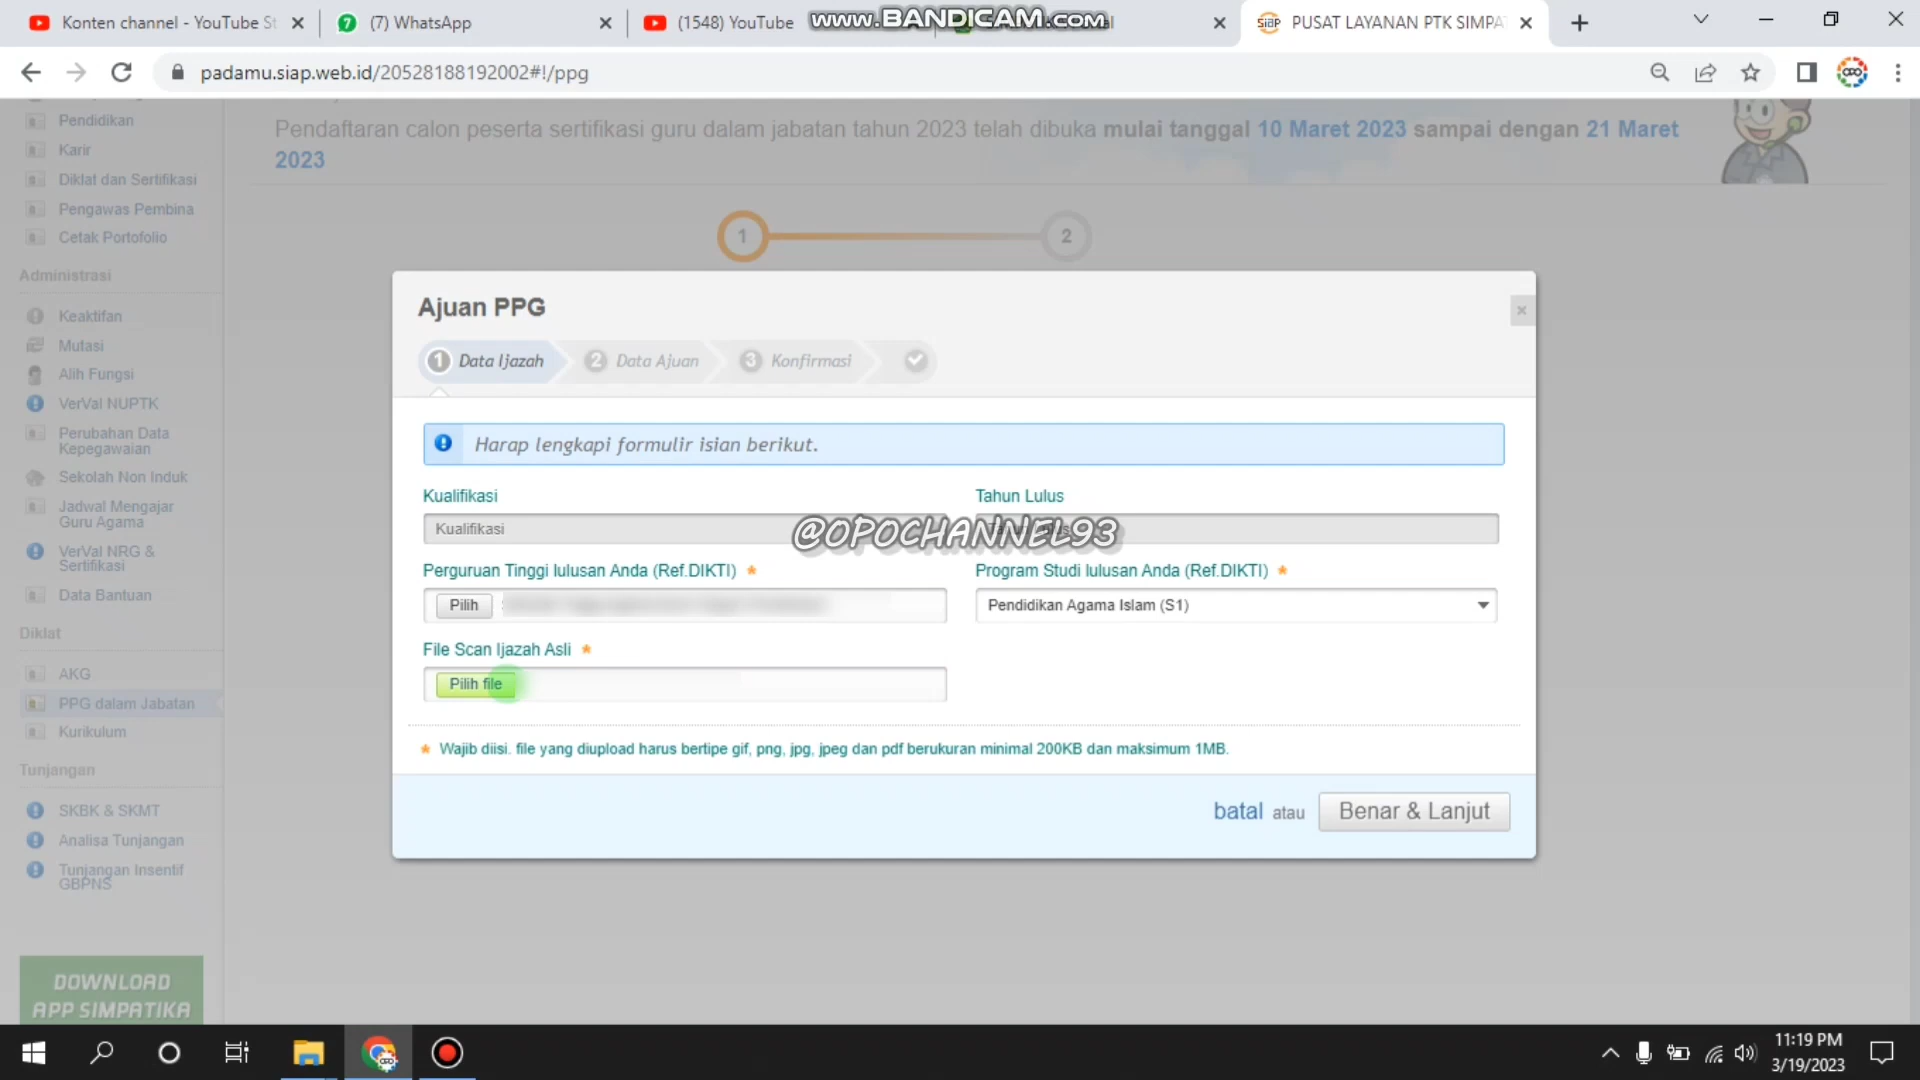 Konten channel - YouTube St
(7) WhatsApp
(1548) YouTube
www.BANDICAM.com
PUSAT LAYANAN PTK SIMPA
padamu.siap.web.id/20528188192002#!/ppg
Pendaftaran calon peserta sertifikasi guru dalam jabatan tahun 2023 telah dibuka mulai tanggal 10 Maret 2023 sampai dengan 21 Maret
2023
1
2
Pendidikan
Karir
Diklat dan Sertifikasi
Pengawas Pembina
Cetak Portofolio
Administrasi
Keaktifan
Mutasi
Alih Fungsi
VerVal NUPTK
Perubahan Data
Kepegawaian
Sekolah Non Induk
Jadwal Mengajar
Guru Agama
VerVal NRG &
Sertifikasi
Data Bantuan
Diklat
AKG
PPG dalam Jabatan
Kurikulum
Tunjangan
SKBK & SKMT
Analisa Tunjangan
Tunjangan Insentif
GBPNS
DOWNLOAD
APP SIMPATIKA
Ajuan PPG
1 Data Ijazah
2 Data Ajuan
3 Konfirmasi
Harap lengkapi formulir isian berikut.
Kualifikasi
Tahun Lulus
Kualifikasi
@OPOCHANNEL93
Perguruan Tinggi lulusan Anda (Ref.DIKTI) *
Program Studi lulusan Anda (Ref.DIKTI) *
Pilih
Pendidikan Agama Islam (S1)
File Scan Ijazah Asli *
Pilih file
* Wajib diisi. file yang diupload harus bertipe gif, png, jpg, jpeg dan pdf berukuran minimal 200KB dan maksimum 1MB.
batal atau Benar & Lanjut
11:19 PM
3/19/2023